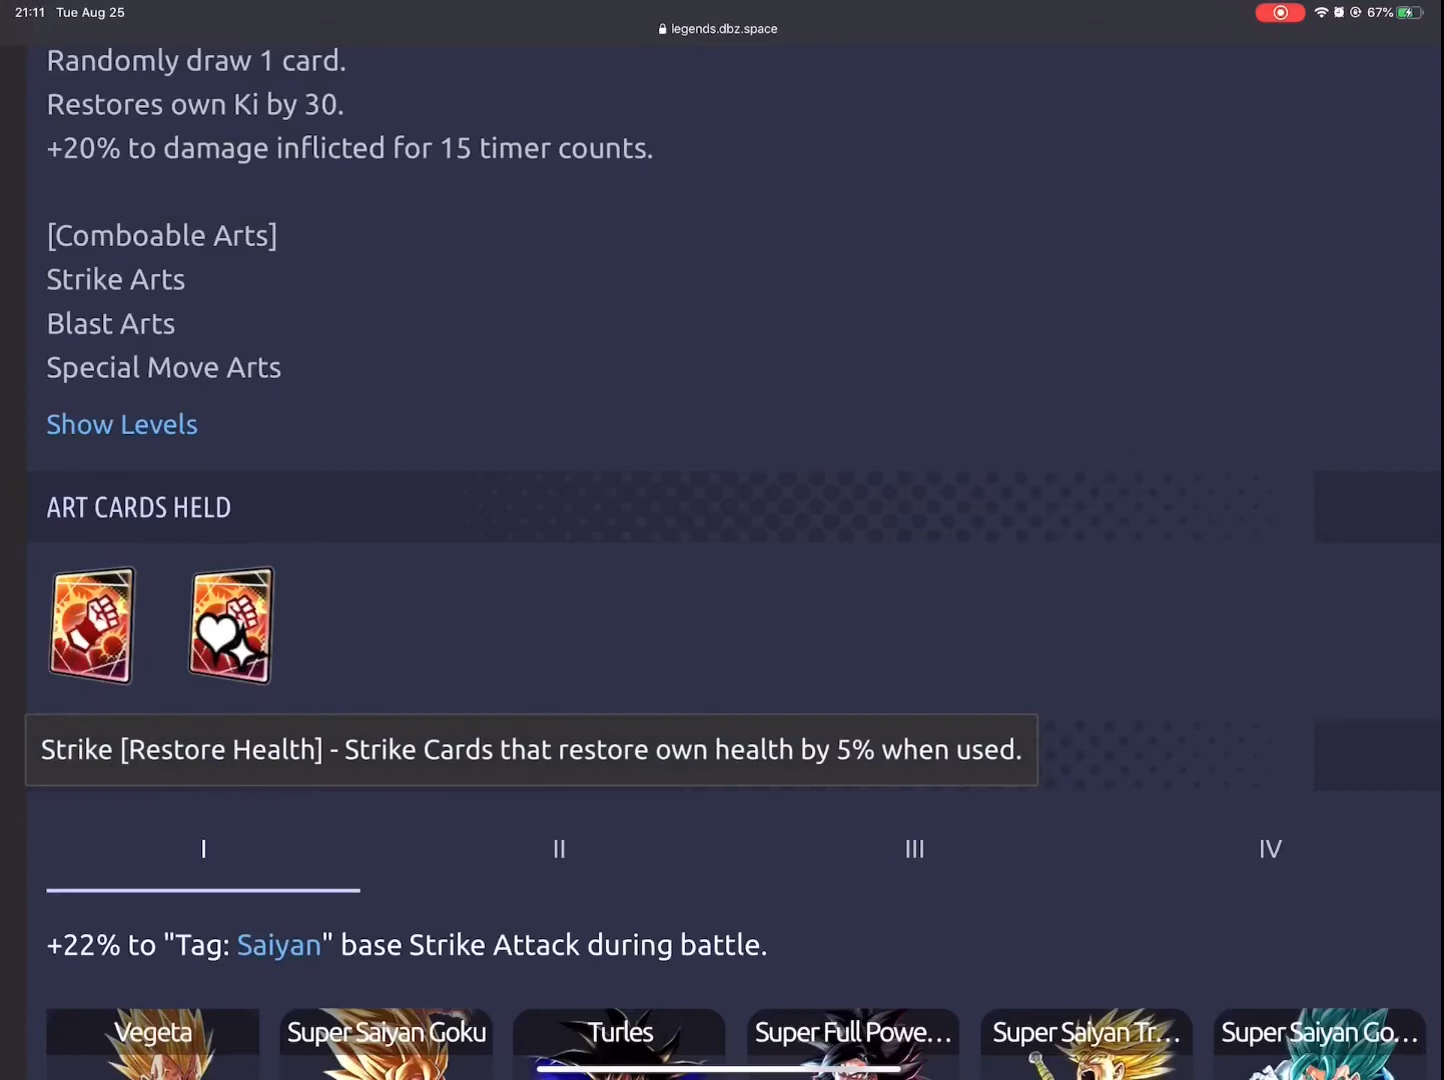 21:11 Tue Aug 25
67%
legends.dbz.space
Randomly draw 1 card.
Restores own Ki by 30.
+20% to damage inflicted for 15 timer counts.
[Comboable Arts]
Strike Arts
Blast Arts
Special Move Arts
Show Levels
ART CARDS HELD
Strike [Restore Health] - Strike Cards that restore own health by 5% when used.
I II III IV
+22% to "Tag: Saiyan" base Strike Attack during battle.
Vegeta Super Saiyan Goku Turles Super Full Powe... Super Saiyan Tr... Super Saiyan Go...